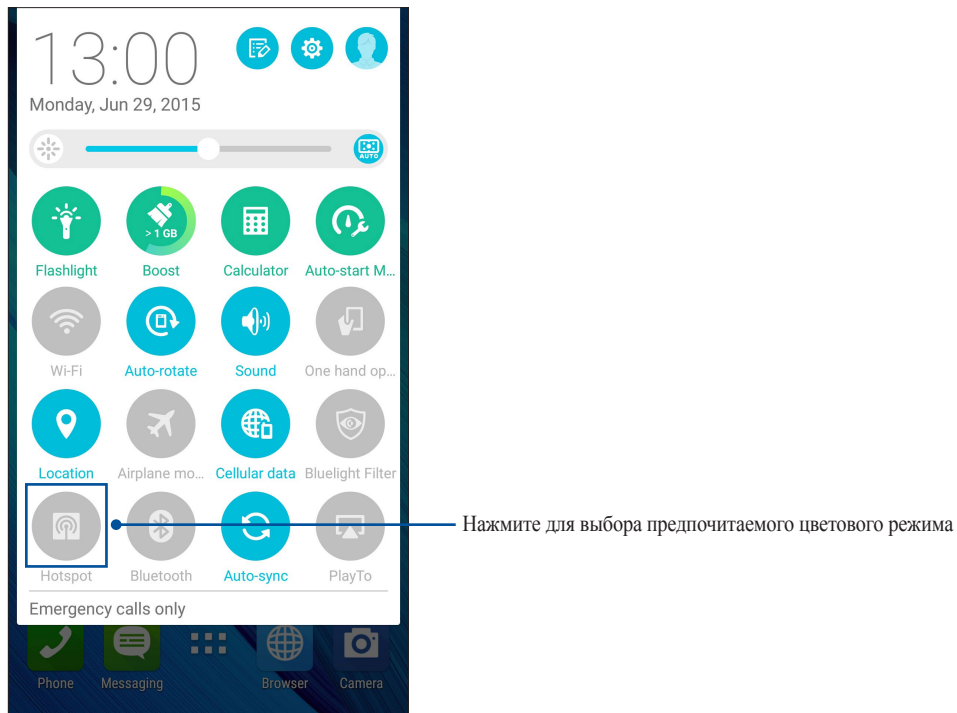 13:00
Monday, Jun 29, 2015
AUTO
> 1 GB
Flashlight Boost Calculator Auto-start M...
Wi-Fi Auto-rotate Sound One hand op...
Location Airplane mo... Cellular data Bluelight Filter
Нажмите для выбора предпочитаемого цветового режима
Hotspot Bluetooth Auto-sync PlayTo
Emergency calls only
Phone Messaging Browser Camera